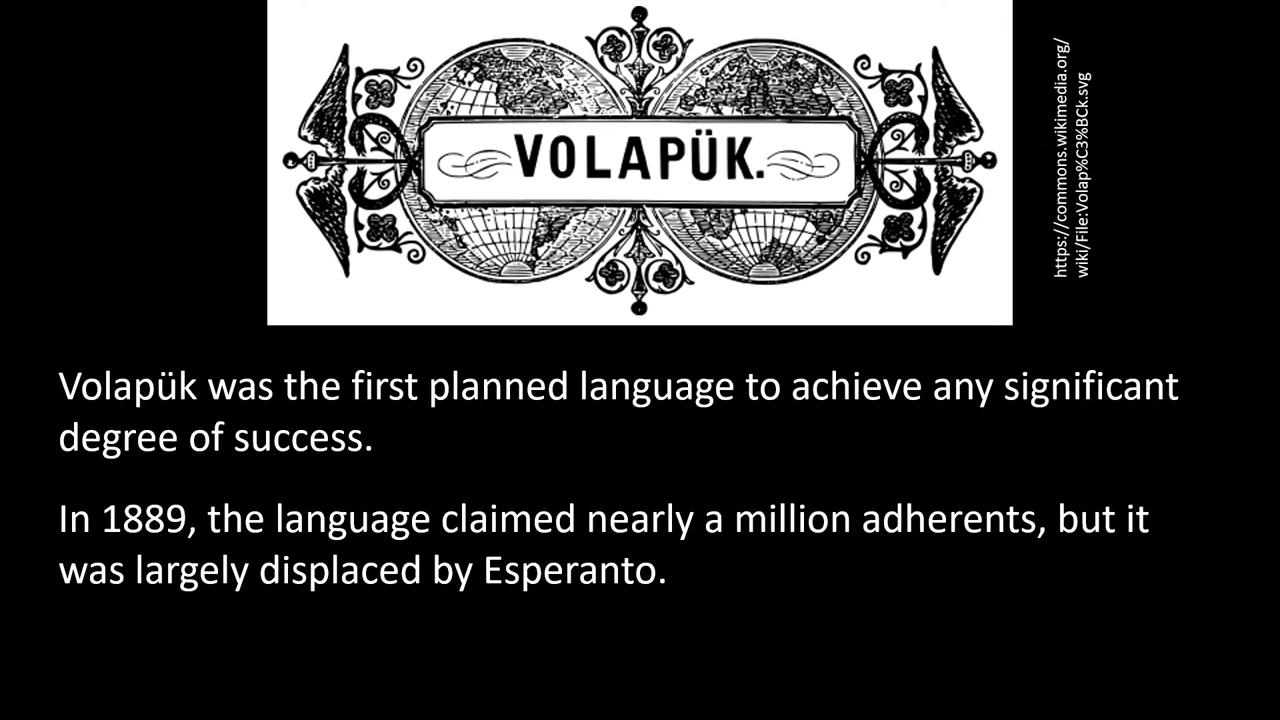 VOLAPÜK.
https://commons.wikimedia.org/
wiki/File:Volap%C3%BCk.svg
Volapük was the first planned language to achieve any significant
degree of success.
In 1889, the language claimed nearly a million adherents, but it
was largely displaced by Esperanto.